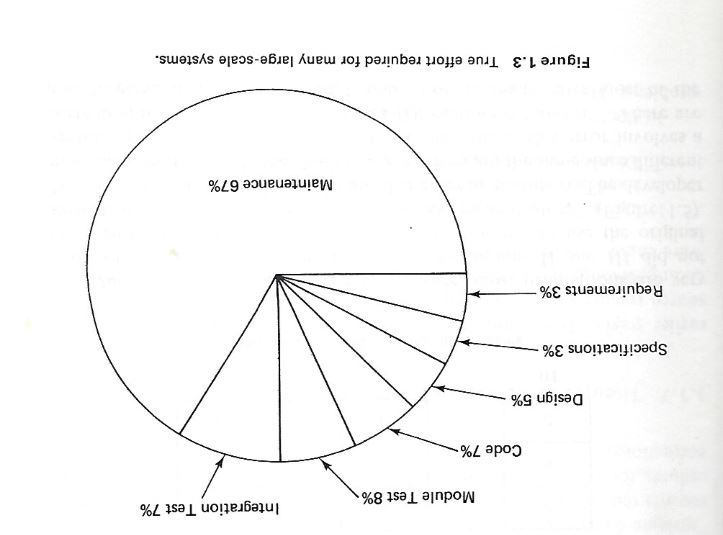 Integration Test 7%
Module Test 8%
Code 7%
Design 5%
Specifications 3%
Requirements 3%
Maintenance 67%
Figure 1.3 True effort required for many large-scale systems.